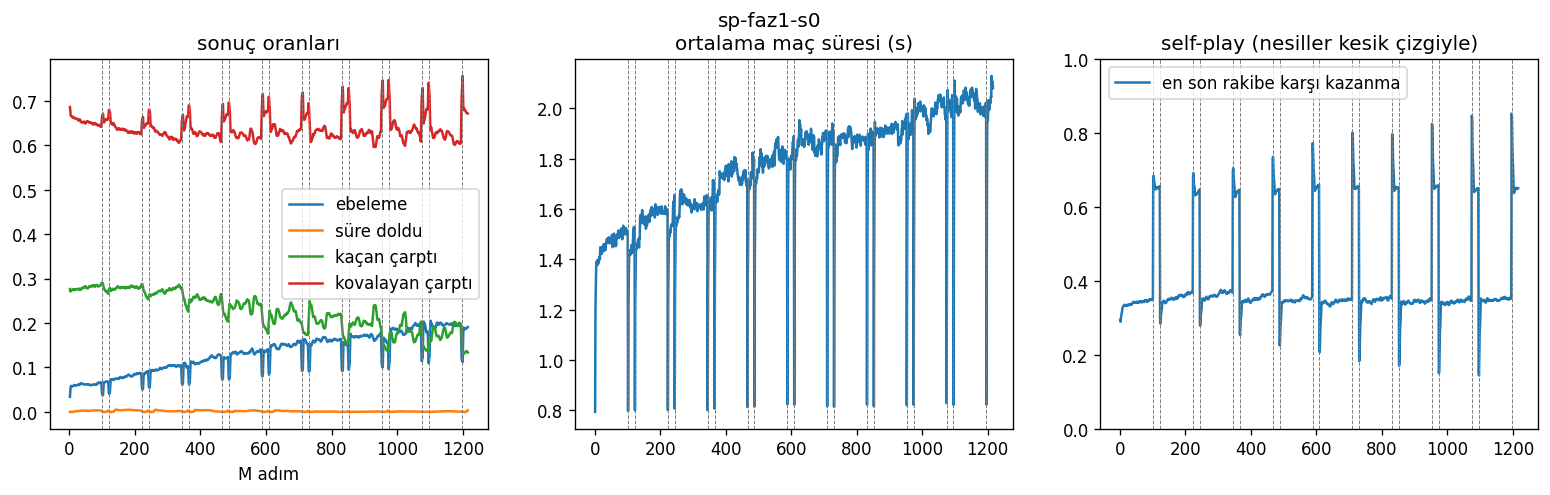 sp-faz1-s0
sonuç oranları
ortalama maç süresi (s)
self-play (nesiller kesik çizgiyle)
0.7
0.6
0.5
0.4
0.3
0.2
0.1
0.0
ebeleme
süre doldu
kaçan çarptı
kovalayan çarptı
0 200 400 600 800 1000 1200
M adım
2.0
1.8
1.6
1.4
1.2
1.0
0.8
0 200 400 600 800 1000 1200
1.0
0.8
0.6
0.4
0.2
0.0
en son rakibe karşı kazanma
0 200 400 600 800 1000 1200